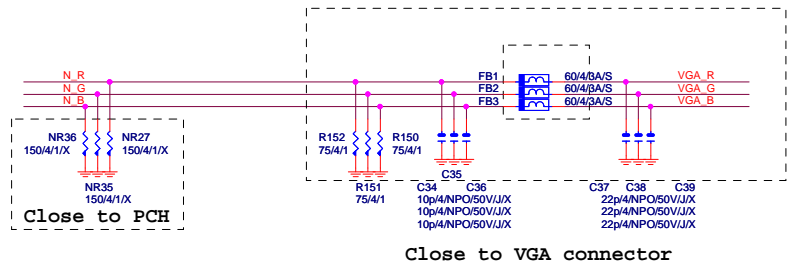 N_R
N_G
N_B
FB1
FB2
FB3
60/4/3A/S
60/4/3A/S
60/4/3A/S
VGA_R
VGA_G
VGA_B
NR36
150/4/1/X
NR27
150/4/1/X
NR35
150/4/1/X
Close to PCH
R152
75/4/1
R150
75/4/1
R151
75/4/1
C35
C34
C36
10p/4/NPO/50V/J/X
10p/4/NPO/50V/J/X
10p/4/NPO/50V/J/X
C37
C38
C39
22p/4/NPO/50V/J/X
22p/4/NPO/50V/J/X
22p/4/NPO/50V/J/X
Close to VGA connector